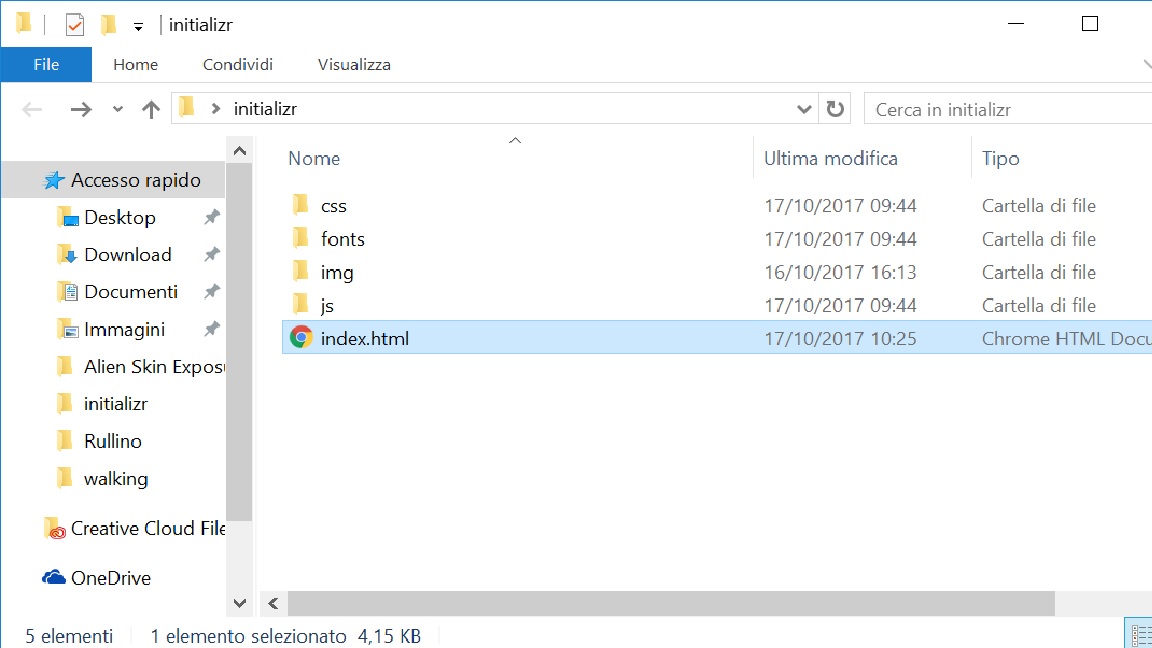 initializr
File Home Condividi Visualizza
initializr Cerca in initializr
Nome Ultima modifica Tipo
Accesso rapido
Desktop
Download
Documenti
Immagini
Alien Skin Exposu
initializr
Rullino
walking
Creative Cloud File
OneDrive
css 17/10/2017 09:44 Cartella di file
fonts 17/10/2017 09:44 Cartella di file
img 16/10/2017 16:13 Cartella di file
js 17/10/2017 09:44 Cartella di file
index.html 17/10/2017 10:25 Chrome HTML Docu
5 elementi 1 elemento selezionato 4,15 KB